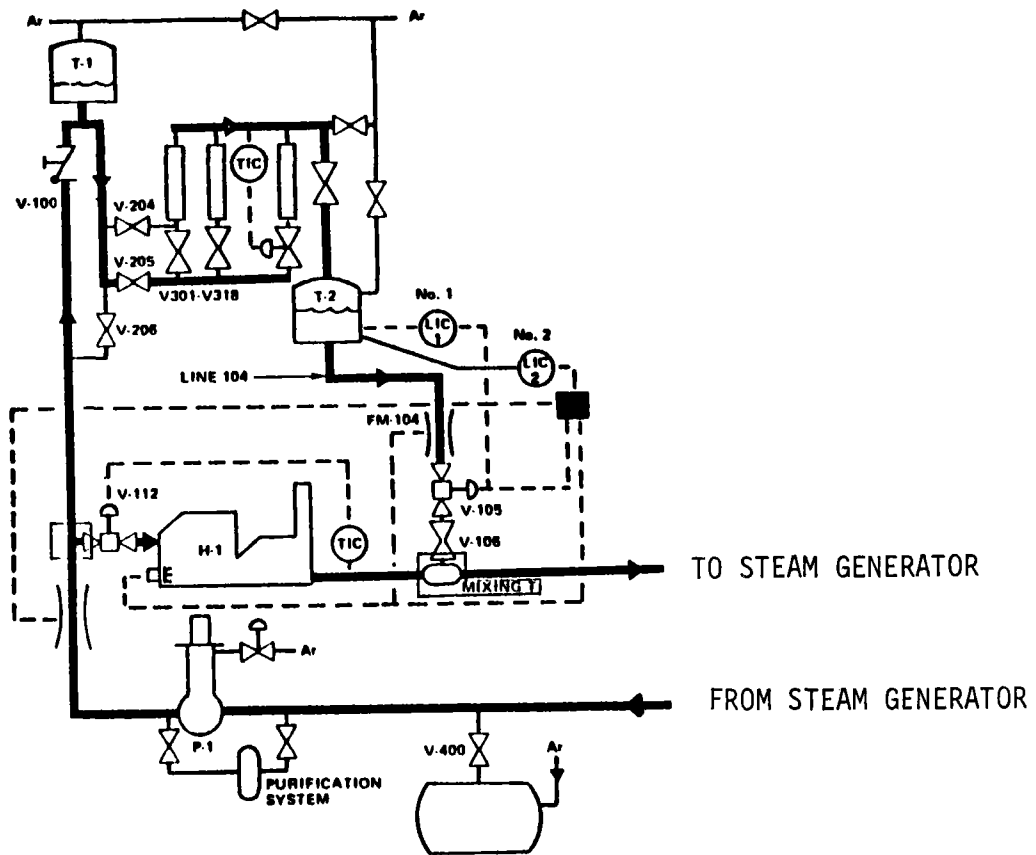 Ar
Ar
T-1
V-100
V-204
TIC
V-205
V301-V318
V-206
T-2
No. 1
LIC
1
No. 2
LIC
2
LINE 104
FM-104
V-112
V-105
H-1
TIC
V-106
E
MIXING T
TO STEAM GENERATOR
Ar
FROM STEAM GENERATOR
P-1
V-400
Ar
PURIFICATION
SYSTEM